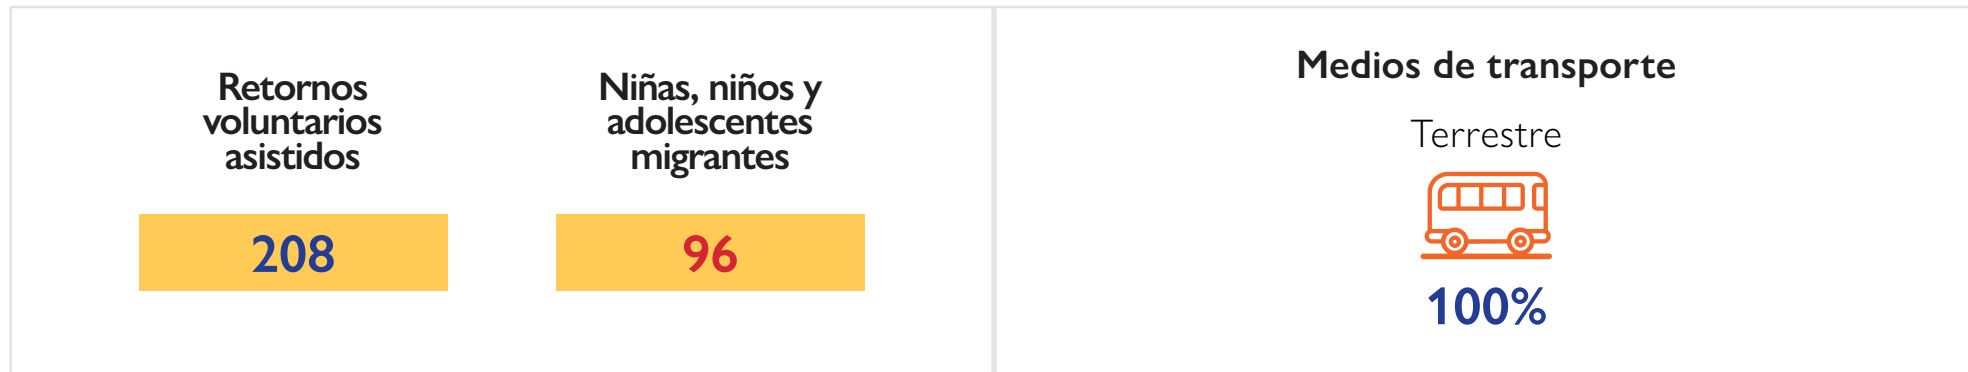 Retornos
voluntarios
asistidos
208
Niñas, niños y
adolescentes
migrantes
96
Medios de transporte
Terrestre
100%